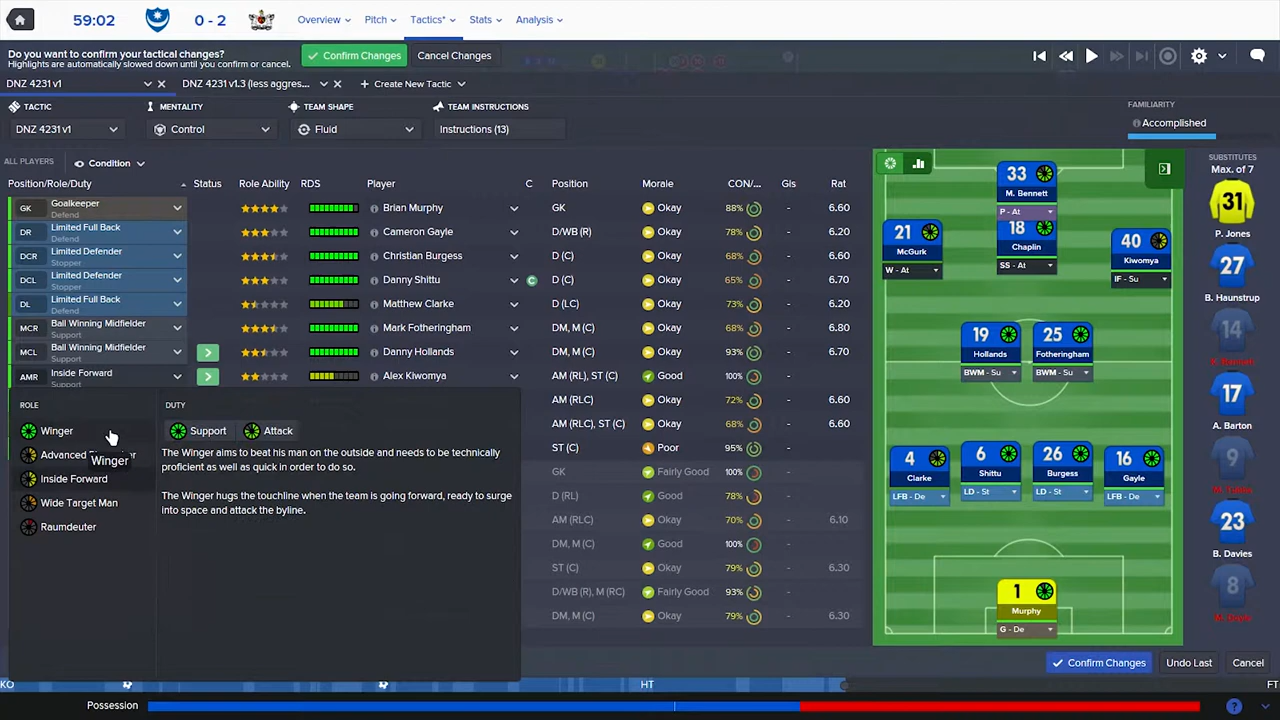 59:02 0 - 2 Overview Pitch Tactics* Stats Analysis
Do you want to confirm your tactical changes?
Highlights are automatically slowed down until you confirm or cancel.
Confirm Changes Cancel Changes
DNZ 4231 v1 DNZ 4231 v1.3 (less aggres... Create New Tactic
TACTIC MENTALITY TEAM SHAPE TEAM INSTRUCTIONS FAMILIARITY
DNZ 4231 v1 Control Fluid Instructions (13) Accomplished
ALL PLAYERS Condition
Position/Role/Duty Status Role Ability RDS Player C Position Morale CON/... Gls Rat
GK Goalkeeper Defend Brian Murphy GK Okay 88% - 6.60
DR Limited Full Back Defend Cameron Gayle D/WB (R) Okay 78% - 6.20
DCR Limited Defender Stopper Christian Burgess D (C) Okay 68% - 6.60
DCL Limited Defender Stopper Danny Shittu C D (C) Okay 65% - 6.70
DL Limited Full Back Defend Matthew Clarke D (LC) Okay 73% - 6.20
MCR Ball Winning Midfielder Support Mark Fotheringham DM, M (C) Okay 68% - 6.80
MCL Ball Winning Midfielder Support Danny Hollands DM, M (C) Okay 93% - 6.70
AMR Inside Forward Support Alex Kiwomya AM (RL), ST (C) Good 100% -
AM (RLC) Okay 72% - 6.60
AM (RL), ST (C) Okay 68% - 6.60
ST (C) Poor 95% -
GK Fairly Good 100% -
D (RL) Good 78% -
AM (RLC) Okay 70% - 6.10
DM, M (C) Good 100% -
ST (C) Okay 79% - 6.30
D/WB (R), M (RC) Fairly Good 93% -
DM, M (C) Okay 79% - 6.30
ROLE DUTY
Winger Support Attack
Advanced
Winger
Inside Forward
Wide Target Man
Raumdeuter
The Winger aims to beat his man on the outside and needs to be technically
proficient as well as quick in order to do so.
The Winger hugs the touchline when the team is going forward, ready to surge
into space and attack the byline.
33
M. Bennett
P - At
21
McGurk
W - At
18
Chaplin
SS - At
40
Kiwomya
IF - Su
19
Hollands
BWM - Su
25
Fotheringham
BWM - Su
4
Clarke
LFB - De
6
Shittu
LD - St
26
Burgess
LD - St
16
Gayle
LFB - De
1
Murphy
G - De
SUBSTITUTES
Max. of 7
31
P. Jones
27
B. Haunstrup
14
17
A. Barton
9
23
B. Davies
8
Confirm Changes Undo Last Cancel
KO HT FT
Possession